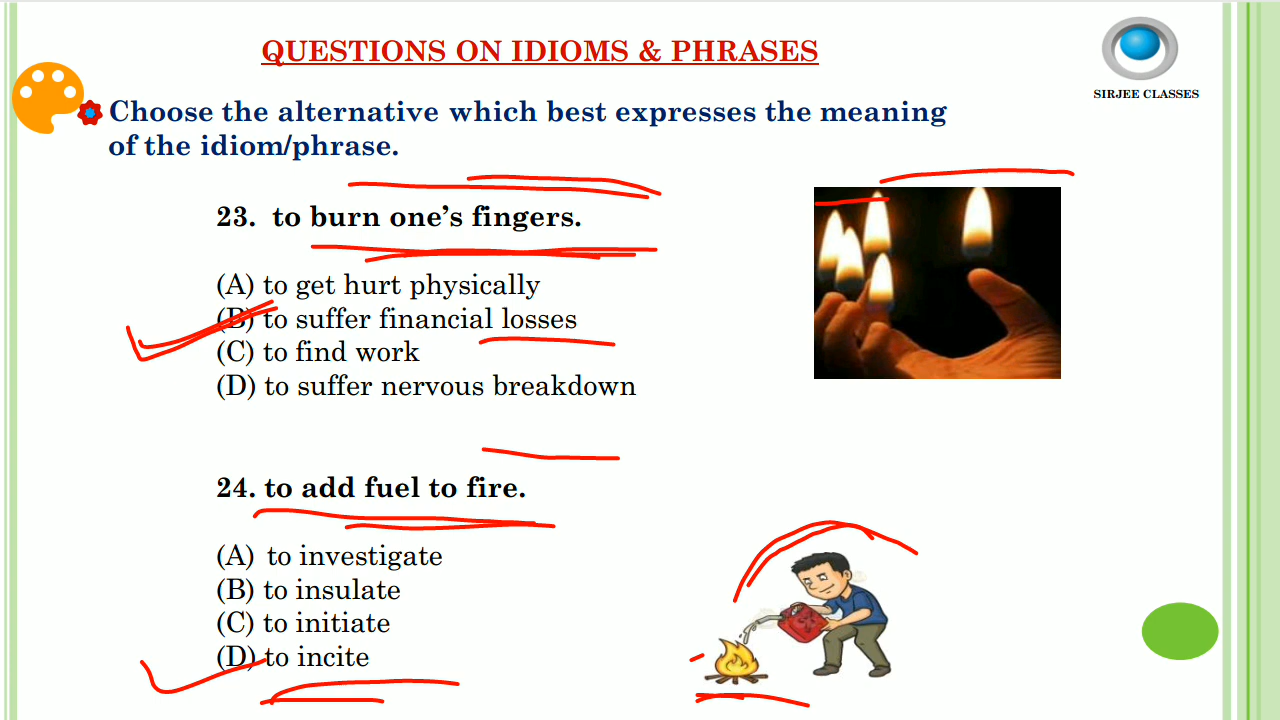 QUESTIONS ON IDIOMS & PHRASES
SIRJEE CLASSES
Choose the alternative which best expresses the meaning
of the idiom/phrase.
23. to burn one's fingers.
(A) to get hurt physically
(B) to suffer financial losses
(C) to find work
(D) to suffer nervous breakdown
24. to add fuel to fire.
(A) to investigate
(B) to insulate
(C) to initiate
(D) to incite